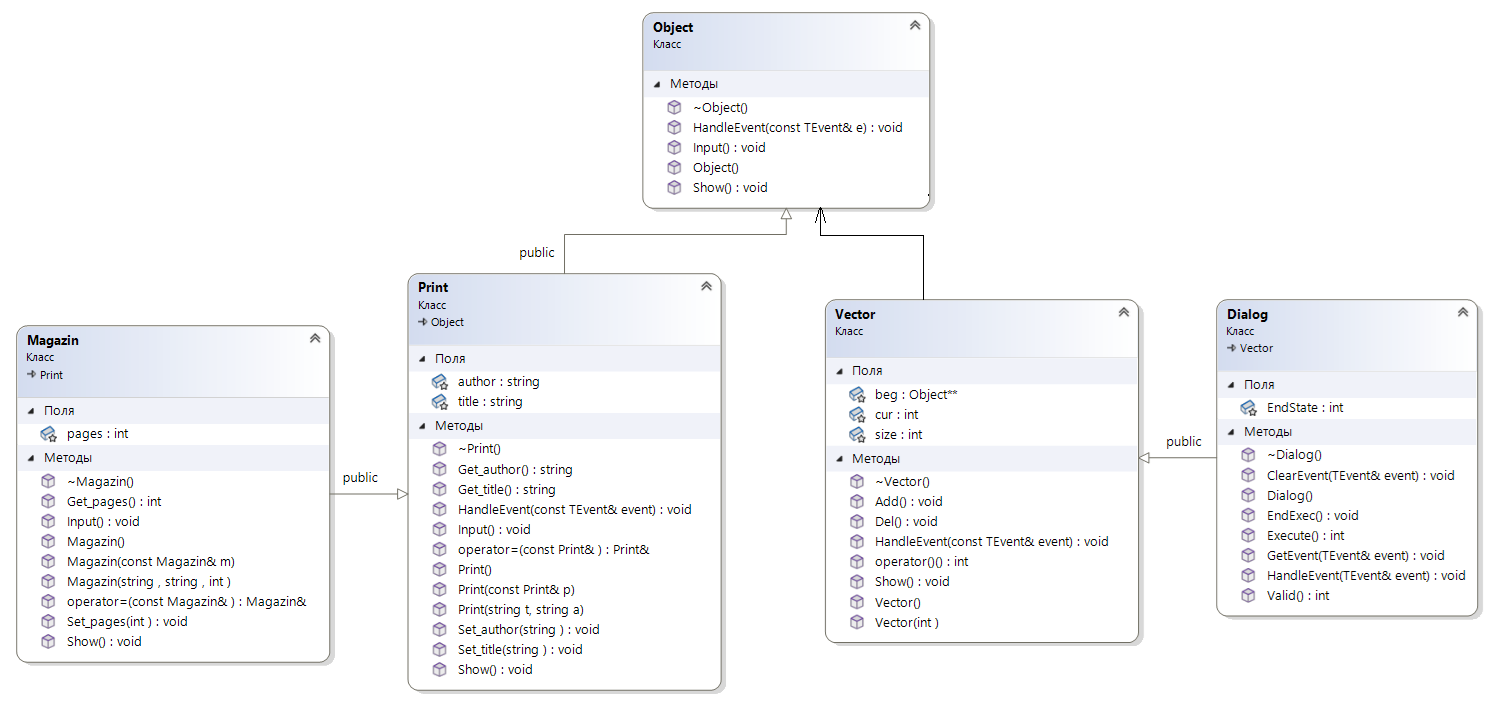 Object
Класс
Методы
~Object()
HandleEvent(const TEvent& e) : void
Input() : void
Object()
Show() : void
public
Print
Класс
Object
Поля
author : string
title : string
Методы
~Print()
Get_author() : string
Get_title() : string
HandleEvent(const TEvent& event) : void
Input() : void
operator=(const Print& ) : Print&
Print()
Print(const Print& p)
Print(string t, string a)
Set_author(string ) : void
Set_title(string ) : void
Show() : void
Magazin
Класс
Print
Поля
pages : int
Методы
~Magazin()
Get_pages() : int
Input() : void
Magazin()
Magazin(const Magazin& m)
Magazin(string , string , int )
operator=(const Magazin& ) : Magazin&
Set_pages(int ) : void
Show() : void
public
Vector
Класс
Поля
beg : Object**
cur : int
size : int
Методы
~Vector()
Add() : void
Del() : void
HandleEvent(const TEvent& event) : void
operator()() : int
Show() : void
Vector()
Vector(int )
public
Dialog
Класс
Vector
Поля
EndState : int
Методы
~Dialog()
ClearEvent(TEvent& event) : void
Dialog()
EndExec() : void
Execute() : int
GetEvent(TEvent& event) : void
HandleEvent(TEvent& event) : void
Valid() : int